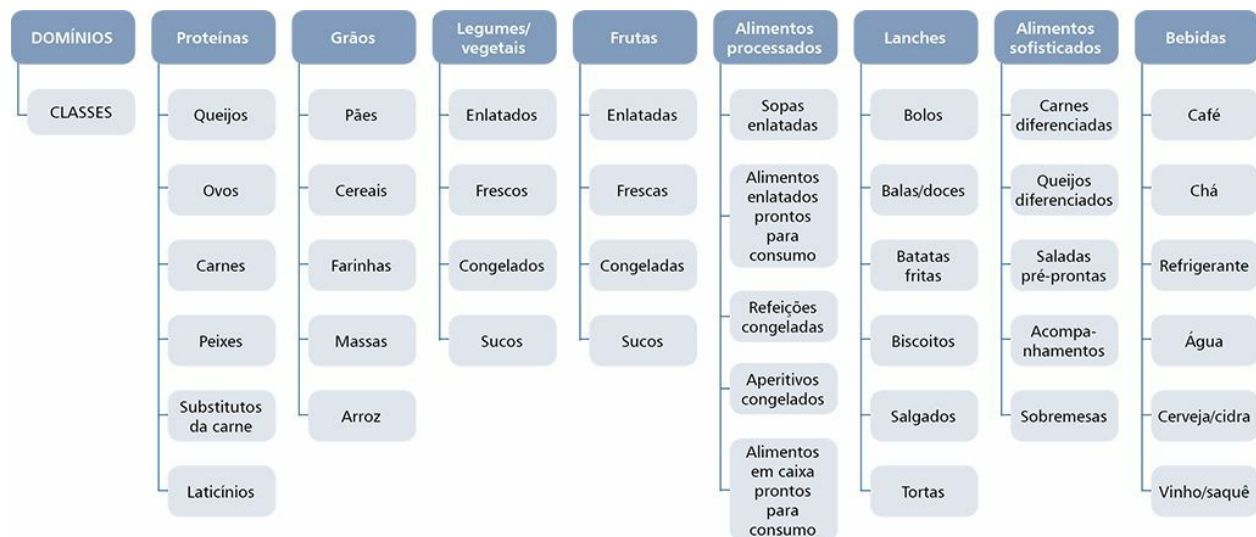 DOMÍNIOS
CLASSES
Proteínas
Queijos
Ovos
Carnes
Peixes
Substitutos
da carne
Laticínios
Grãos
Pães
Cereais
Farinhas
Massas
Arroz
Legumes/
vegetais
Enlatados
Frescos
Congelados
Sucos
Frutas
Enlatadas
Frescas
Congeladas
Sucos
Alimentos
processados
Sopas
enlatadas
Alimentos
enlatados
prontos
para
consumo
Refeições
congeladas
Aperitivos
congelados
Alimentos
em caixa
prontos
para
consumo
Lanches
Bolos
Balas/doces
Batatas
fritas
Biscoitos
Salgados
Tortas
Alimentos
sofisticados
Carnes
diferenciadas
Queijos
diferenciados
Saladas
pré-prontas
Acompa-
nhamentos
Sobremesas
Bebidas
Café
Chá
Refrigerante
Água
Cerveja/cidra
Vinho/saquê